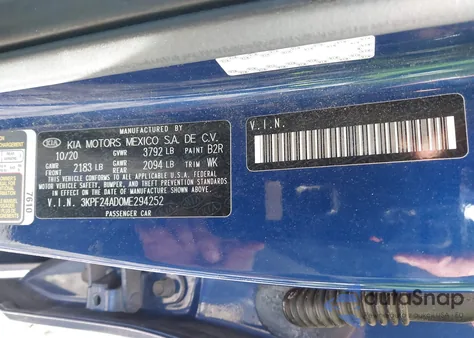 KIA KIA MOTORS MEXICO S.A. DE C.V.
10/20 GVWR 3792 LB PAINT B2R
GAWR FRONT 2183 LB GAWR REAR 2094 LB TRIM WK
THIS VEHICLE CONFORMS TO ALL APPLICABLE U.S.A. FEDERAL
MOTOR VEHICLE SAFETY, BUMPER, AND THEFT PREVENTION STANDARDS
IN EFFECT ON THE DATE OF MANUFACTURE SHOWN ABOVE.
V.I.N. 3KPF24AD0ME294252
PASSENGER CAR
V.I.N.
7610
autoSnap